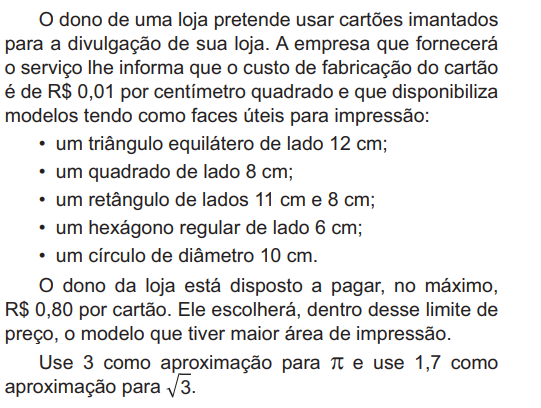 O dono de uma loja pretende usar cartões imantados
para a divulgação de sua loja. A empresa que fornecerá
o serviço lhe informa que o custo de fabricação do cartão
é de R$ 0,01 por centímetro quadrado e que disponibiliza
modelos tendo como faces úteis para impressão:
• um triângulo equilátero de lado 12 cm;
• um quadrado de lado 8 cm;
• um retângulo de lados 11 cm e 8 cm;
• um hexágono regular de lado 6 cm;
• um círculo de diâmetro 10 cm.
O dono da loja está disposto a pagar, no máximo,
R$ 0,80 por cartão. Ele escolherá, dentro desse limite de
preço, o modelo que tiver maior área de impressão.
Use 3 como aproximação para π e use 1,7 como
aproximação para √3.